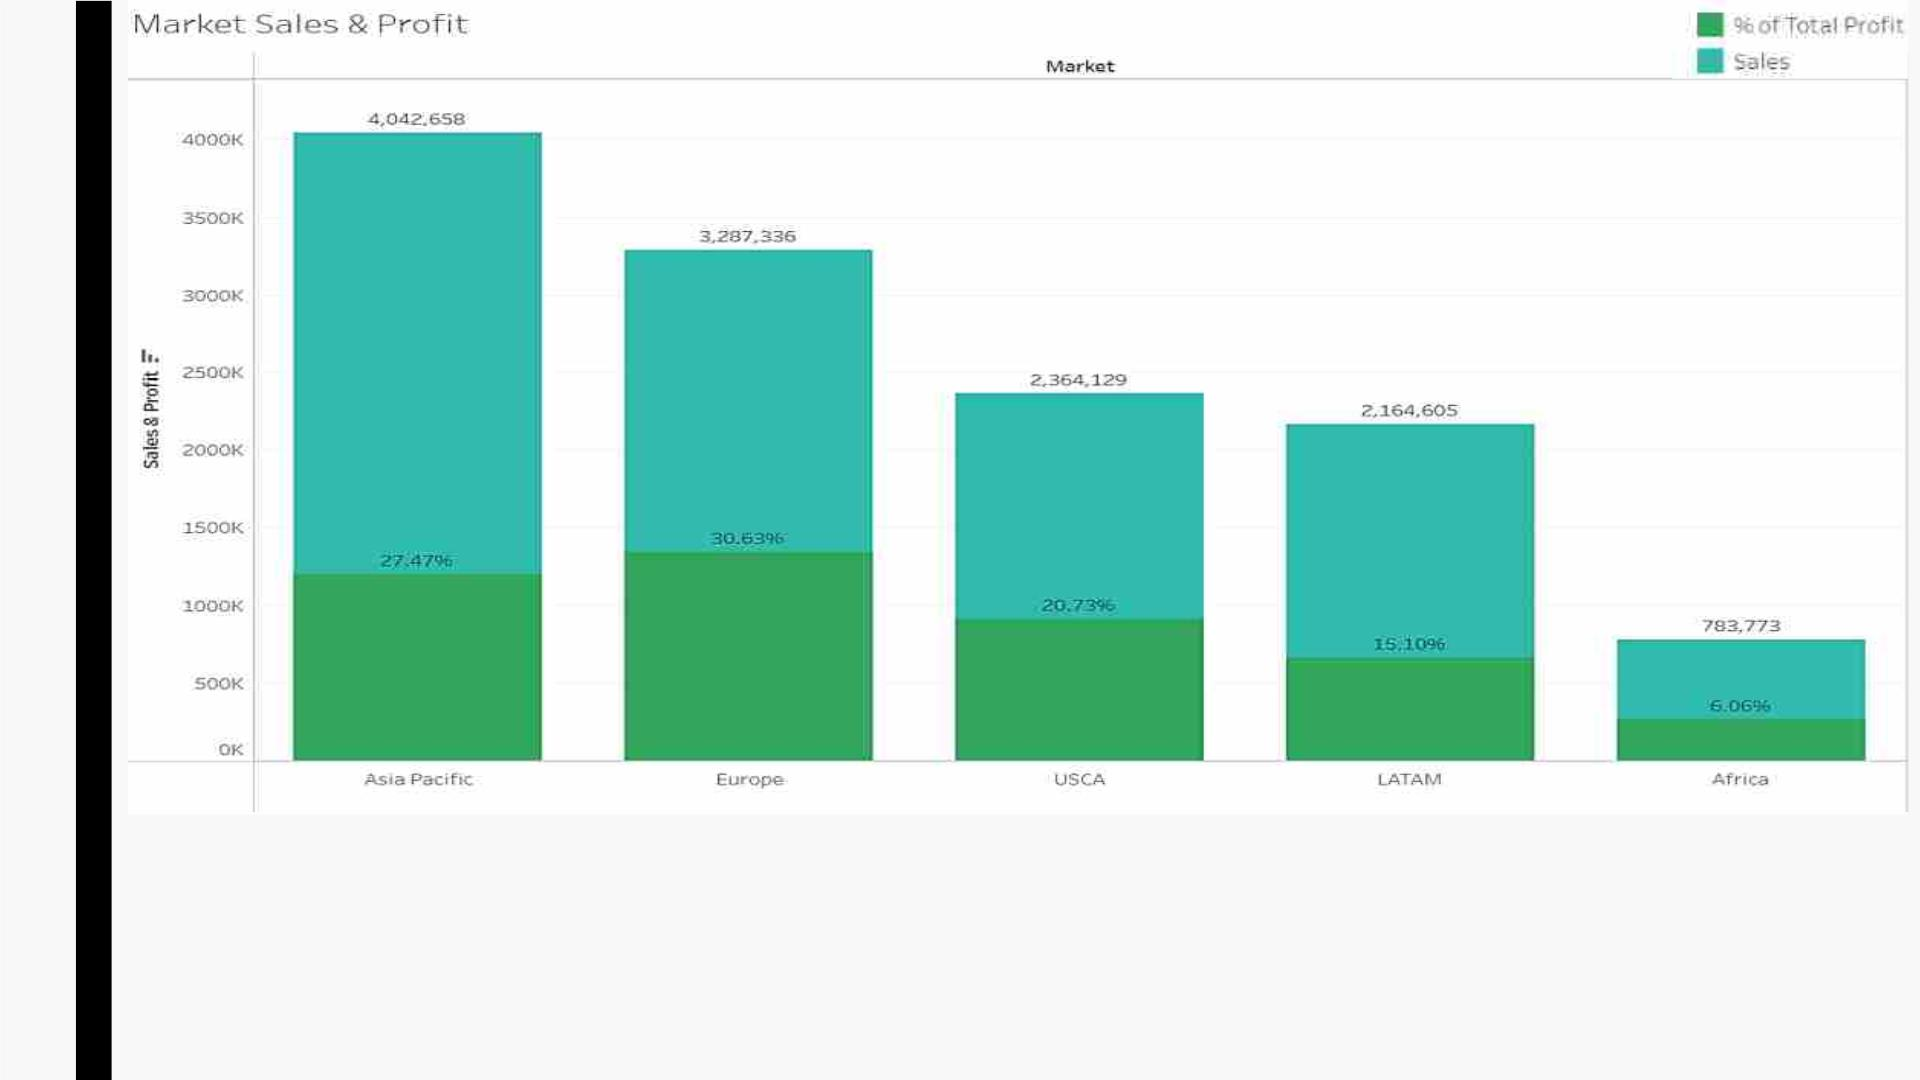 Market Sales & Profit
% of Total Profit
Sales
Market
Sales & Profit
4000K
3500K
3000K
2500K
2000K
1500K
1000K
500K
0K
4,042,658
27.47%
3,287,336
30.63%
2,364,129
20.73%
2,164,605
15.10%
783,773
6.06%
Asia Pacific
Europe
USCA
LATAM
Africa